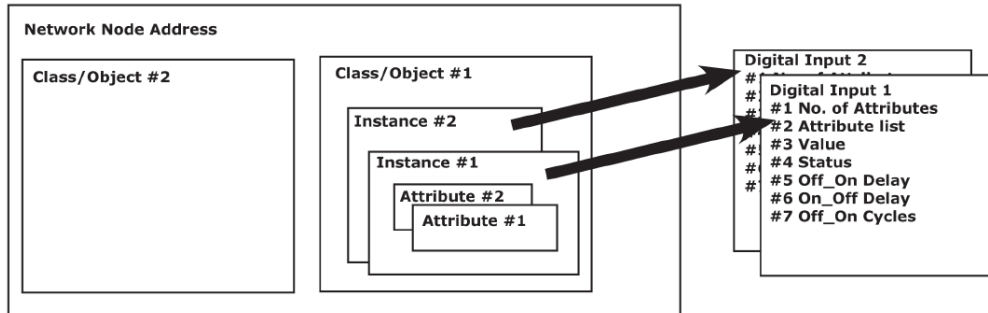 Network Node Address
Class/Object #2
Class/Object #1
Instance #2
Instance #1
Attribute #2
Attribute #1
Digital Input 2
Digital Input 1
#1 No. of Attributes
#2 Attribute list
#3 Value
#4 Status
#5 Off_On Delay
#6 On_Off Delay
#7 Off_On Cycles